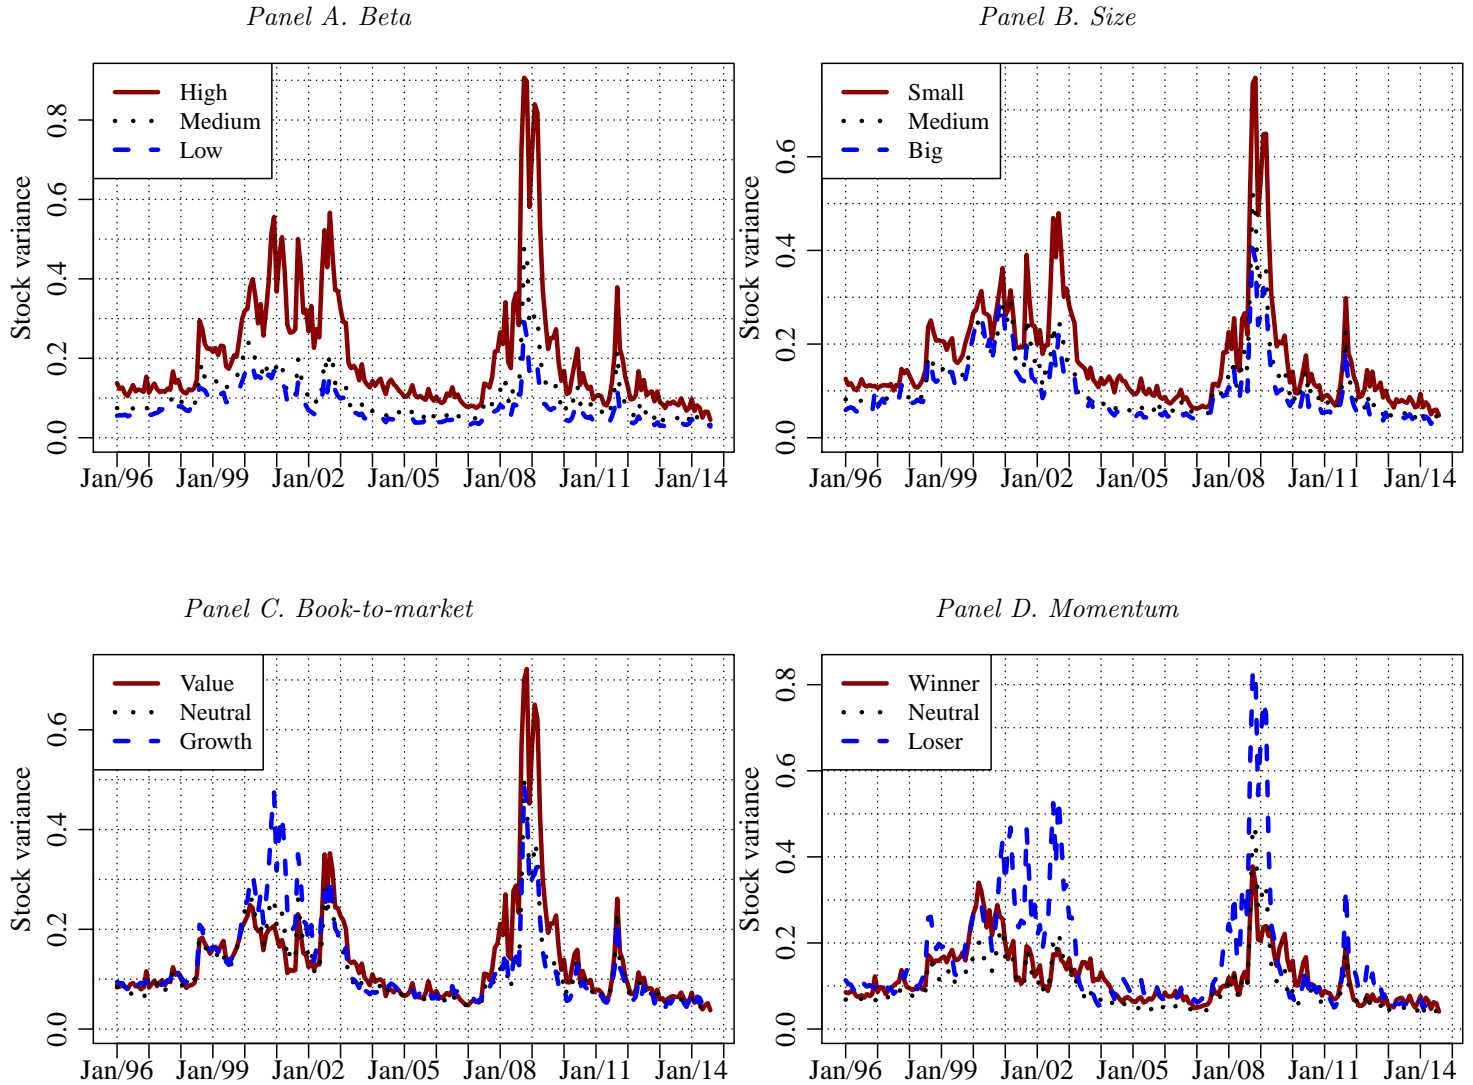 Panel A. Beta
High
Medium
Low
Stock variance
0.0 0.2 0.4 0.6 0.8
Jan/96 Jan/99 Jan/02 Jan/05 Jan/08 Jan/11 Jan/14
Panel B. Size
Small
Medium
Big
Stock variance
0.0 0.2 0.4 0.6
Jan/96 Jan/99 Jan/02 Jan/05 Jan/08 Jan/11 Jan/14
Panel C. Book-to-market
Value
Neutral
Growth
Stock variance
0.0 0.2 0.4 0.6
Jan/96 Jan/99 Jan/02 Jan/05 Jan/08 Jan/11 Jan/14
Panel D. Momentum
Winner
Neutral
Loser
Stock variance
0.0 0.2 0.4 0.6 0.8
Jan/96 Jan/99 Jan/02 Jan/05 Jan/08 Jan/11 Jan/14